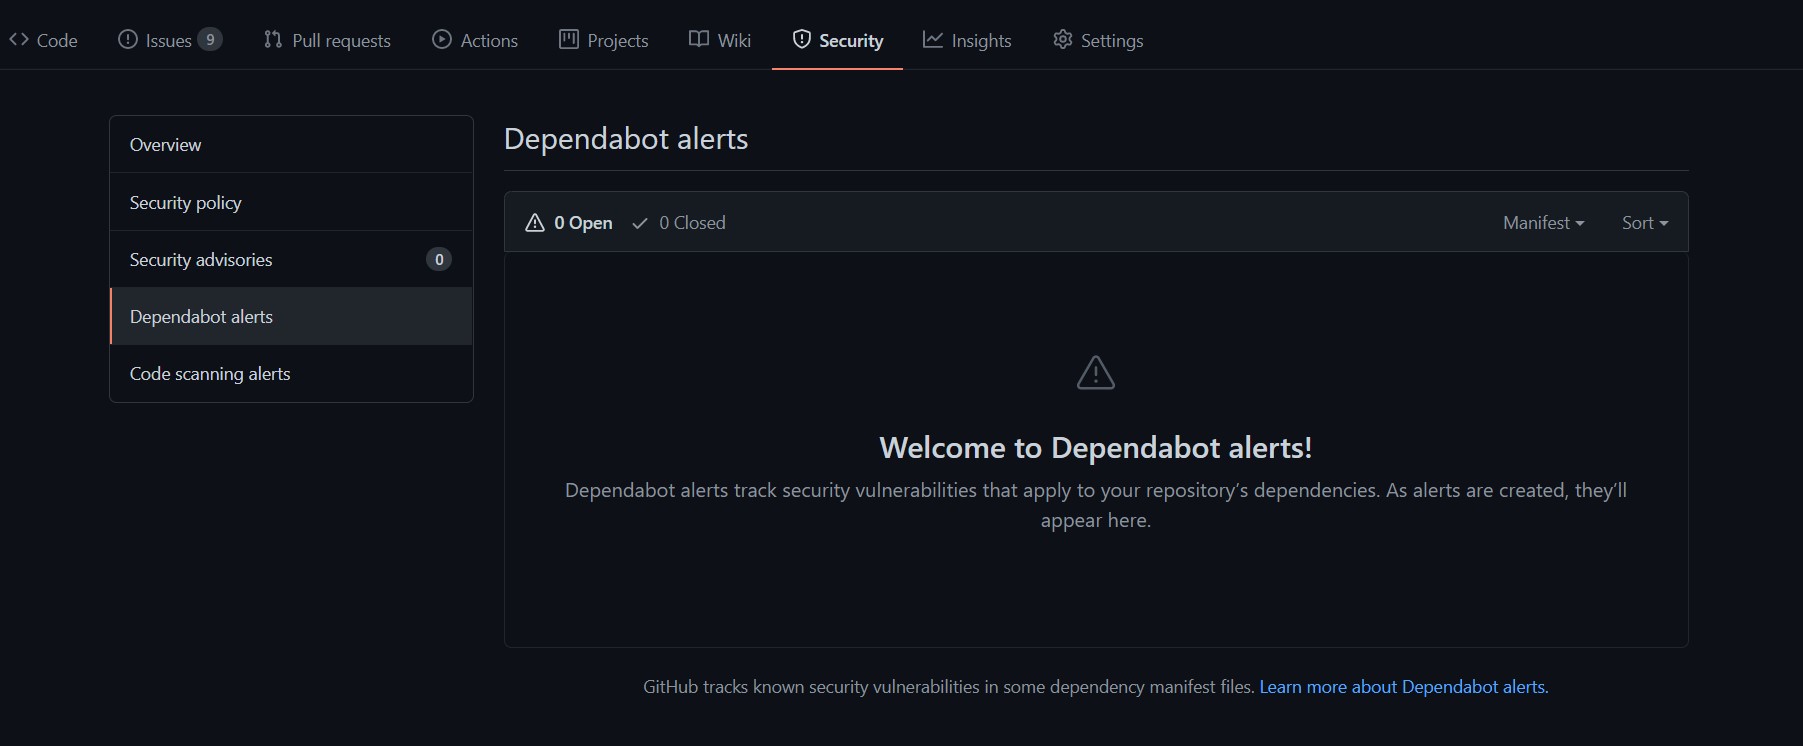 Code Issues 9 Pull requests Actions Projects Wiki Security Insights Settings
Overview
Security policy
Security advisories 0
Dependabot alerts
Code scanning alerts
Dependabot alerts
0 Open 0 Closed Manifest Sort
Welcome to Dependabot alerts!
Dependabot alerts track security vulnerabilities that apply to your repository’s dependencies. As alerts are created, they’ll
appear here.
GitHub tracks known security vulnerabilities in some dependency manifest files. Learn more about Dependabot alerts.